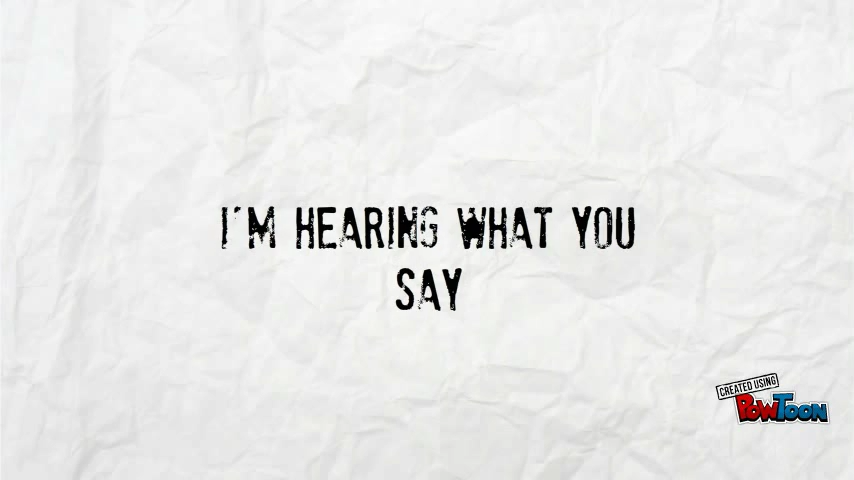 I'M HEARING WHAT YOU
SAY
CREATED USING
POWTOON